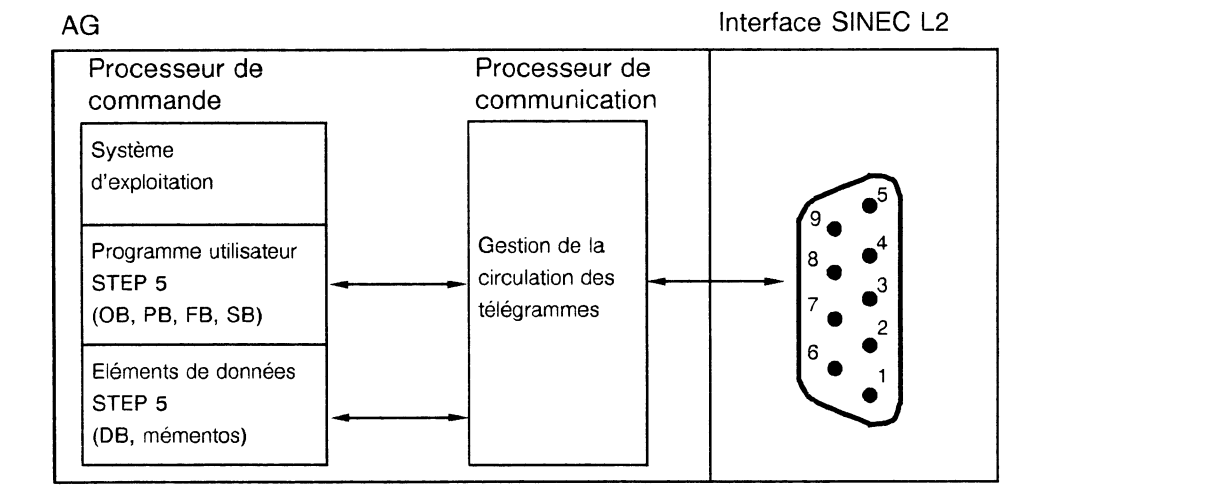 AG
Interface SINEC L2
Processeur de
commande
Processeur de
communication
Système
d'exploitation
Programme utilisateur
STEP 5
(OB, PB, FB, SB)
Eléments de données
STEP 5
(DB, mémentos)
Gestion de la
circulation des
télégrammes
5
9
4
8
3
7
2
6
1